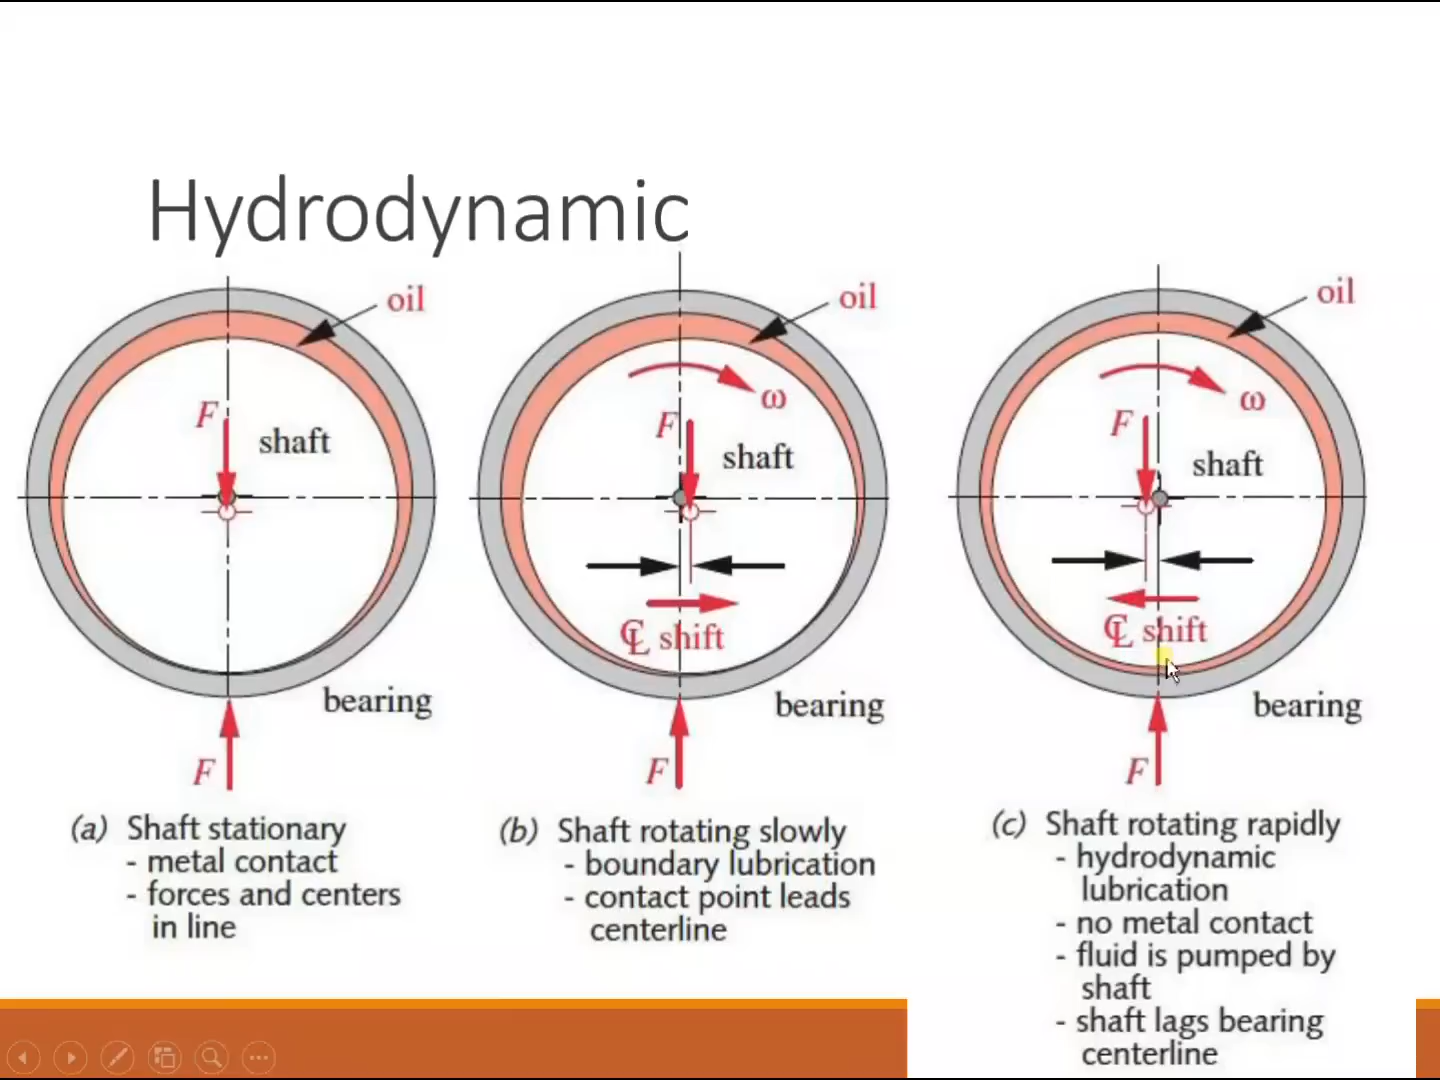 Hydrodynamic
oil
F
shaft
bearing
F
(a) Shaft stationary
- metal contact
- forces and centers
in line
oil
ω
F
shaft
℄ shift
bearing
F
(b) Shaft rotating slowly
- boundary lubrication
- contact point leads
centerline
oil
ω
F
shaft
℄ shift
bearing
F
(c) Shaft rotating rapidly
- hydrodynamic
lubrication
- no metal contact
- fluid is pumped by
shaft
- shaft lags bearing
centerline